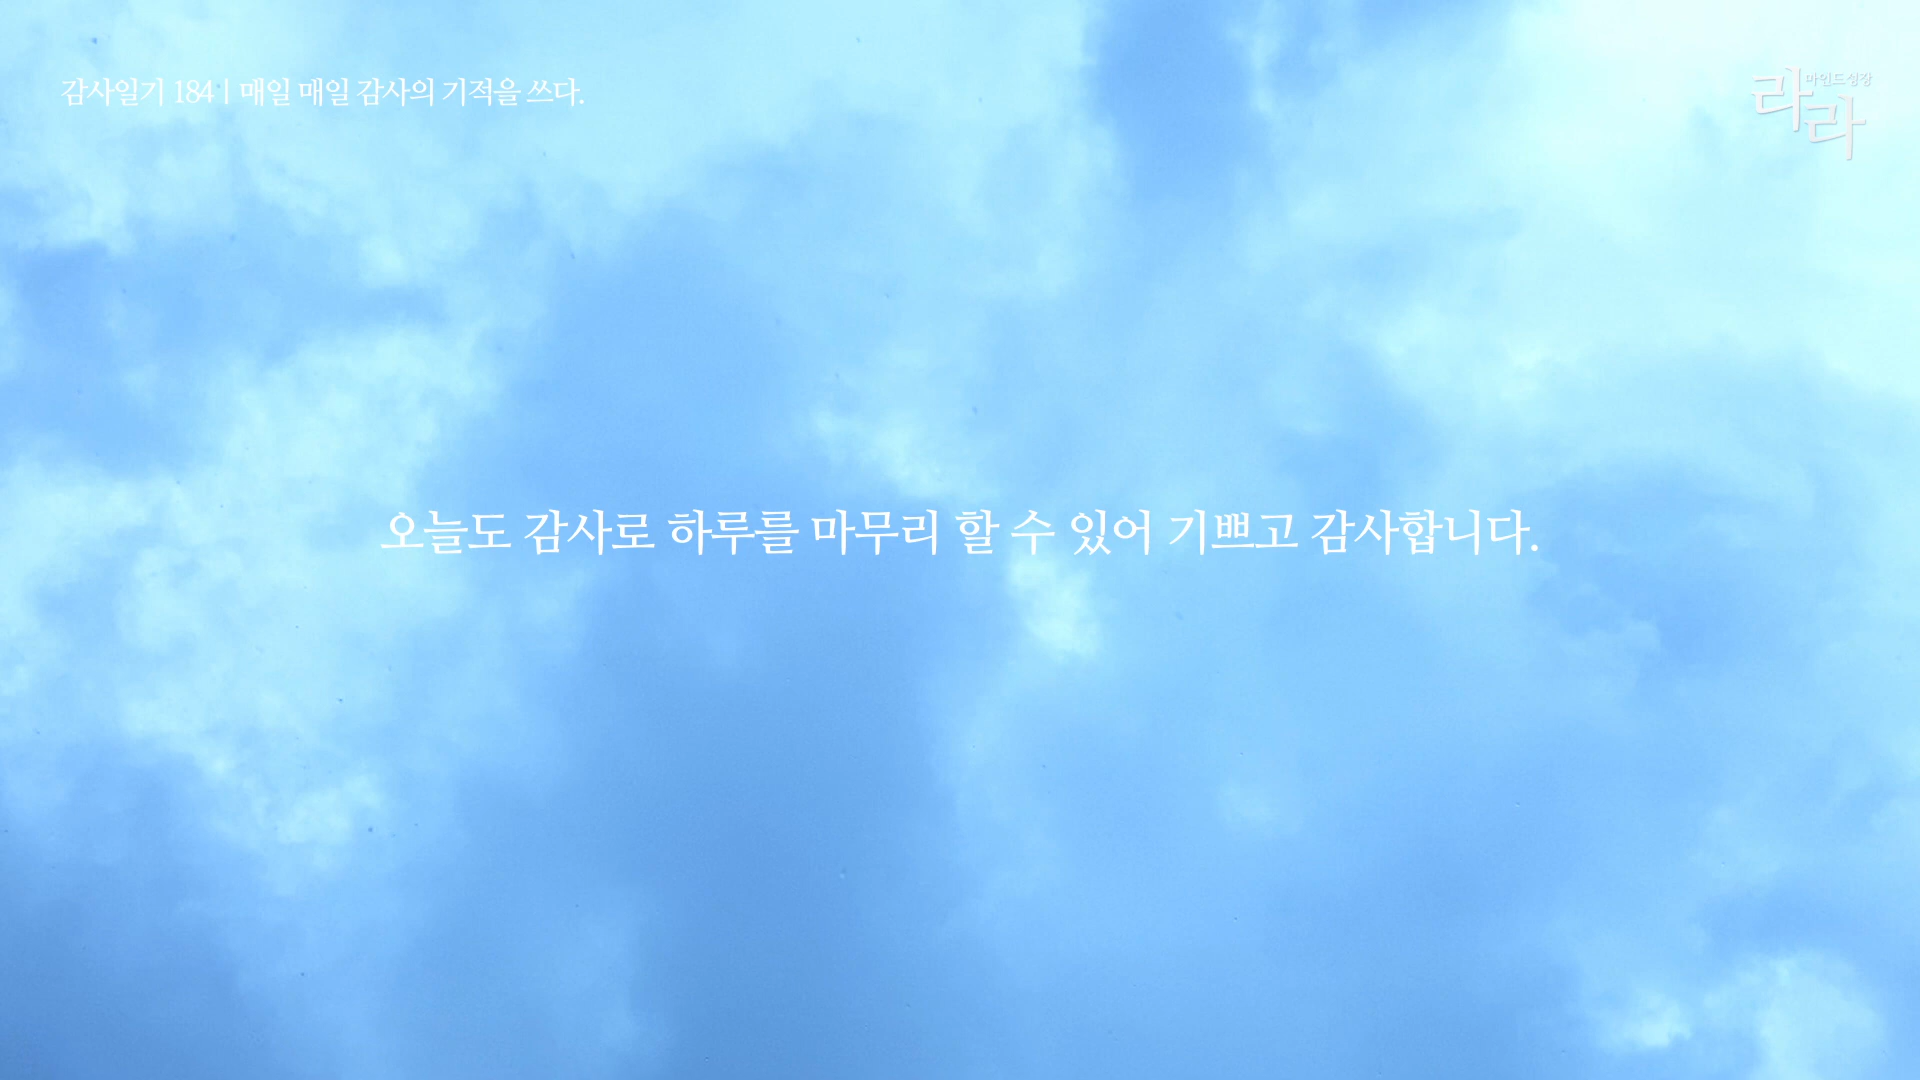 감사일기 184 | 매일 매일 감사의 기적을 쓰다.
마인드성장
라라
오늘도 감사로 하루를 마무리 할 수 있어 기쁘고 감사합니다.